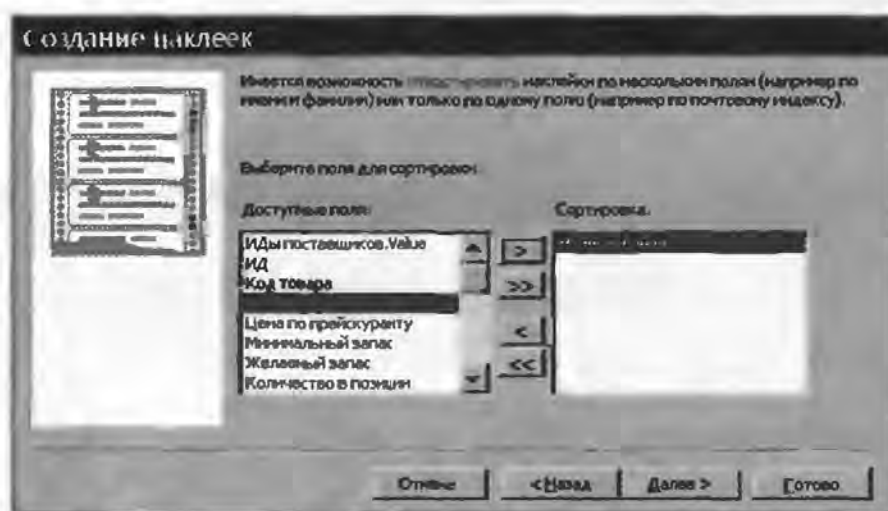 Создание наклеек
Имеется возможность отсортировать наклейки по нескольким полям (например по
имени и фамилии) или только по одному полю (например по почтовому индексу).
Выберите поля для сортировки.
Доступные поля:
Сортировка:
ИДы поставщиков.Value
ИД
Код товара
Цена по прейскуранту
Минимальный запас
Желаемый запас
Количество в позиции
>
>>
<
<<
Отмена
< Назад
Далее >
Готово